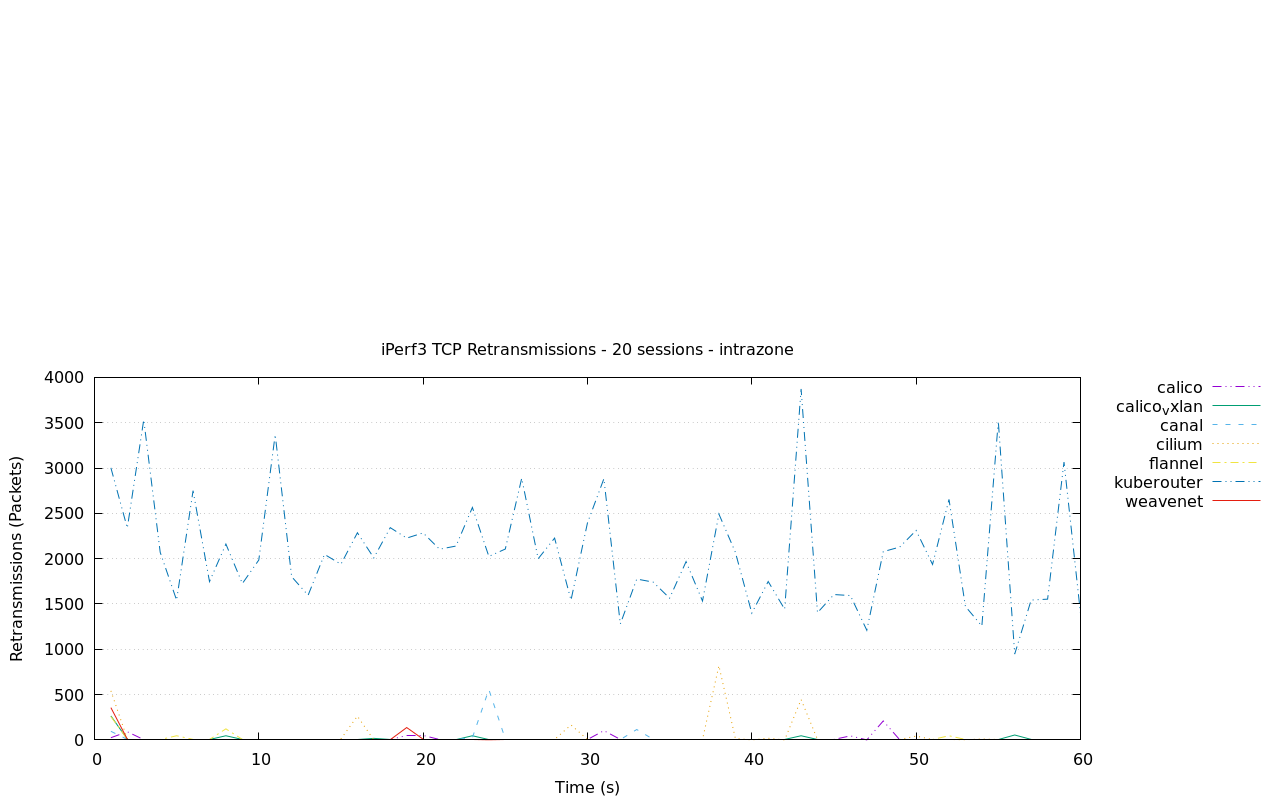 iPerf3 TCP Retransmissions - 20 sessions - intrazone
4000
3500
3000
2500
2000
1500
1000
500
0
Retransmissions (Packets)
0 10 20 30 40 50 60
Time (s)
calico
calicovxlan
canal
cilium
flannel
kuberouter
weavenet